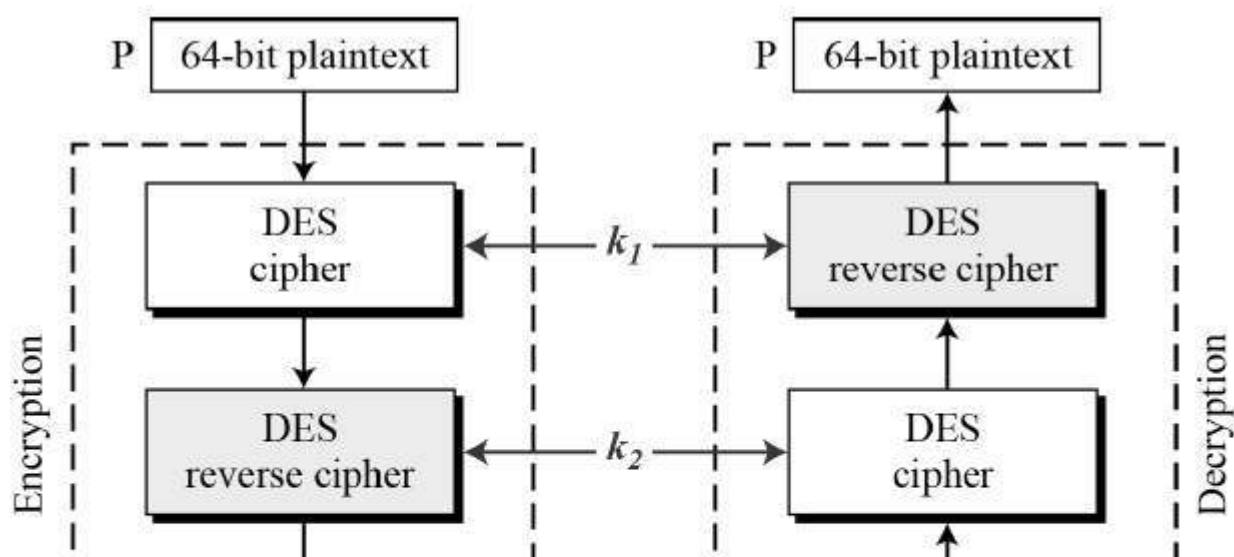 P 64-bit plaintext
P 64-bit plaintext
DES
cipher
k1
DES
reverse cipher
Encryption
DES
reverse cipher
k2
DES
cipher
Decryption